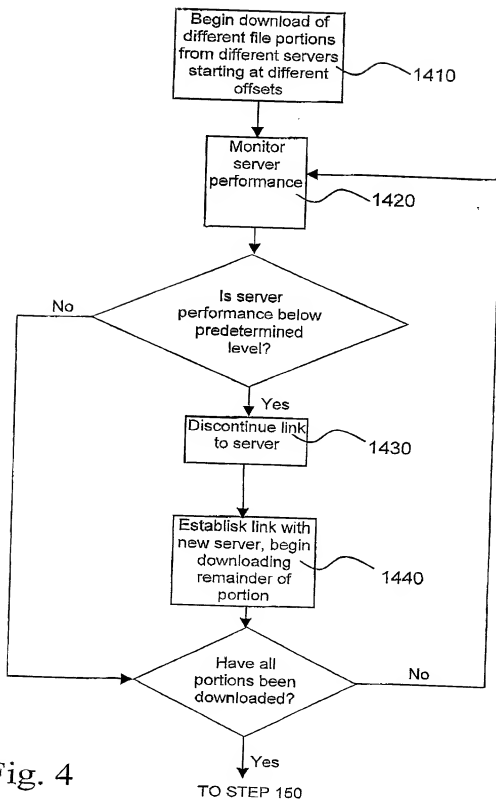 Begin download of
different file portions
from different servers
starting at different
offsets
1410
Monitor
server
performance
1420
Is server
performance below
predetermined
level?
No
Yes
Discontinue link
to server
1430
Establisk link with
new server, begin
downloading
remainder of
portion
1440
Have all
portions been
downloaded?
No
Yes
Fig. 4
TO STEP 150